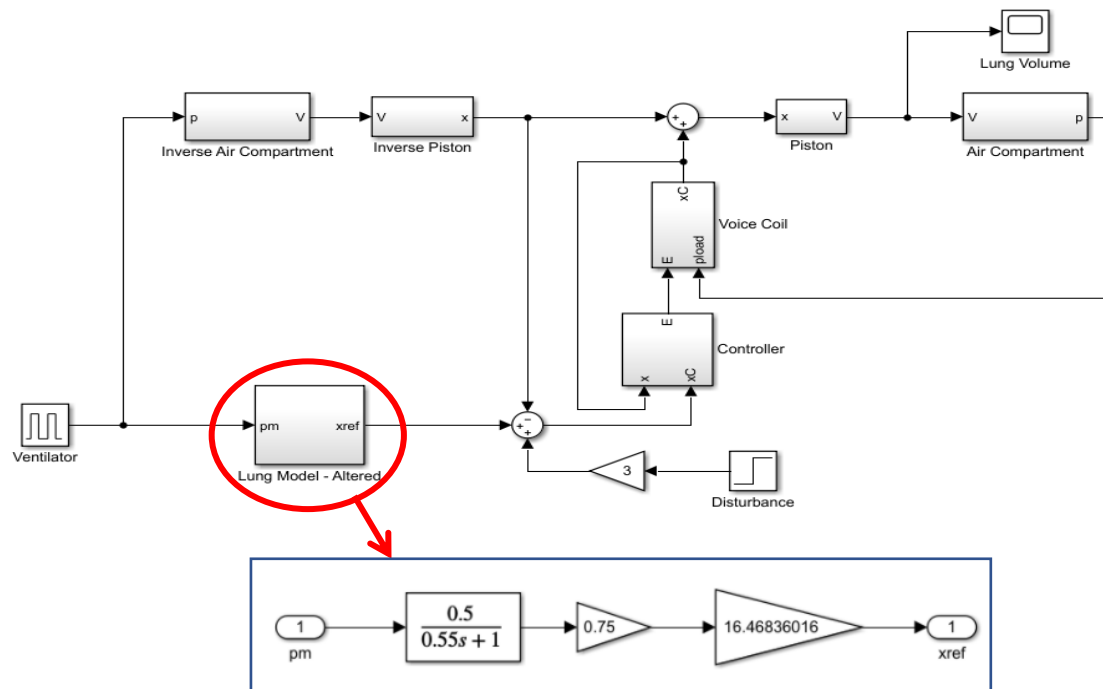 Lung Volume
p V
Inverse Air Compartment
V x
Inverse Piston
+
+
x V
Piston
V p
Air Compartment
xC
E
pload
Voice Coil
E
x
xC
Controller
Ventilator
pm xref
Lung Model - Altered
−
+
+
3
Disturbance
1
pm
0.5
0.55s + 1
0.75
16.46836016
1
xref